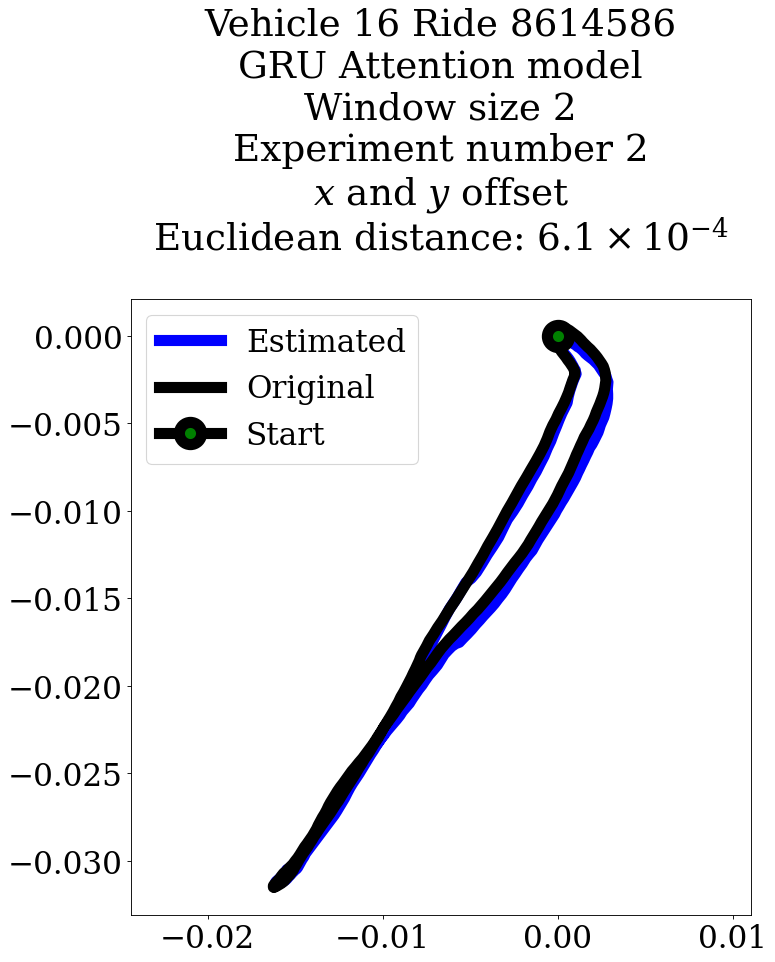 Vehicle 16 Ride 8614586
GRU Attention model
Window size 2
Experiment number 2
x and y offset
Euclidean distance: 6.1 × 10⁻⁴
Estimated
Original
Start
0.000
−0.005
−0.010
−0.015
−0.020
−0.025
−0.030
−0.02
−0.01
0.00
0.01